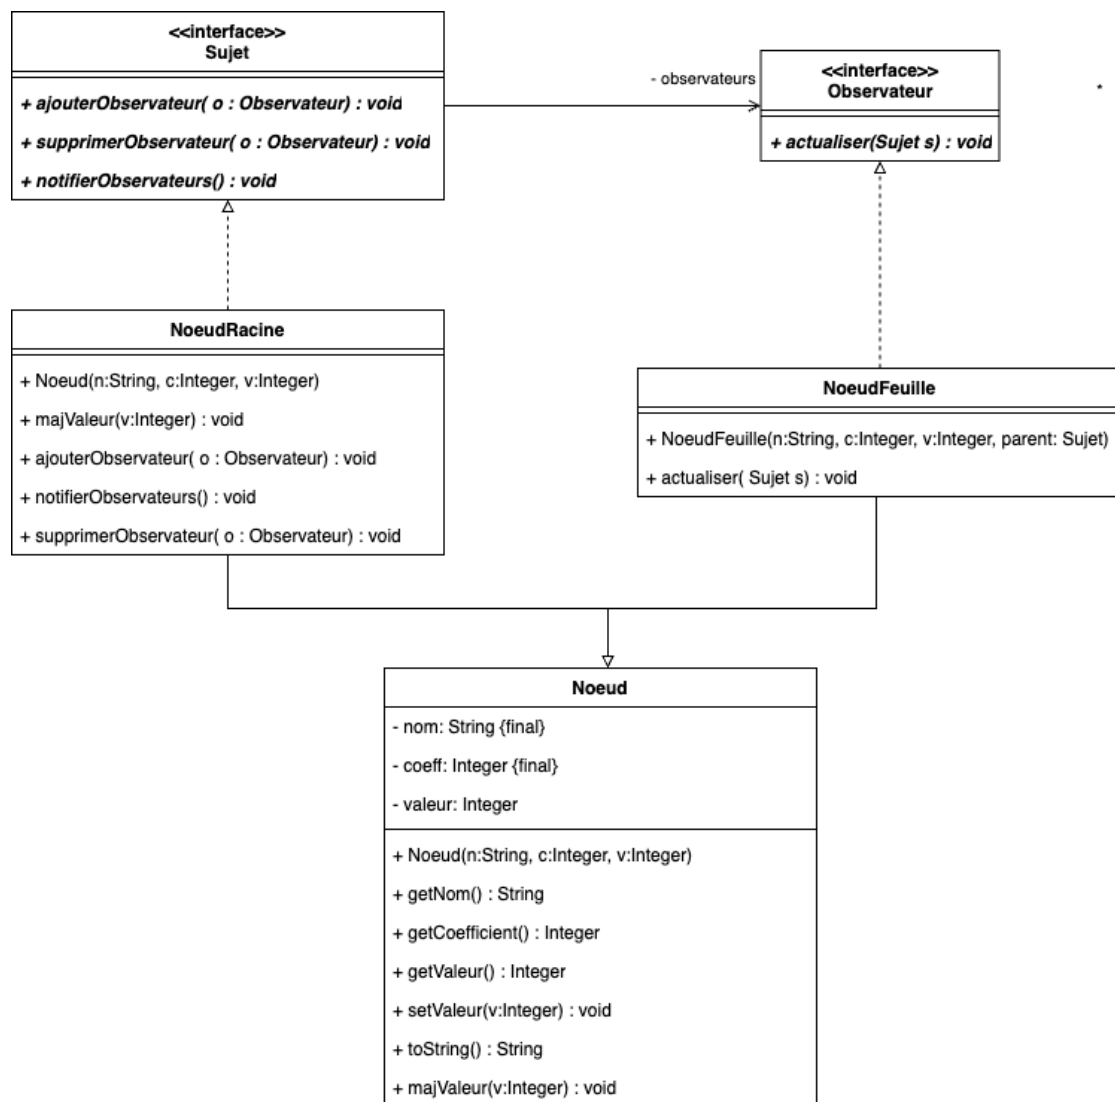 <<interface>>
Sujet
+ ajouterObservateur( o : Observateur) : void
+ supprimerObservateur( o : Observateur) : void
+ notifierObservateurs() : void
- observateurs
<<interface>>
Observateur
+ actualiser(Sujet s) : void
*
NoeudRacine
+ Noeud(n:String, c:Integer, v:Integer)
+ majValeur(v:Integer) : void
+ ajouterObservateur( o : Observateur) : void
+ notifierObservateurs() : void
+ supprimerObservateur( o : Observateur) : void
NoeudFeuille
+ NoeudFeuille(n:String, c:Integer, v:Integer, parent: Sujet)
+ actualiser( Sujet s) : void
Noeud
- nom: String {final}
- coeff: Integer {final}
- valeur: Integer
+ Noeud(n:String, c:Integer, v:Integer)
+ getNom() : String
+ getCoefficient() : Integer
+ getValeur() : Integer
+ setValeur(v:Integer) : void
+ toString() : String
+ majValeur(v:Integer) : void